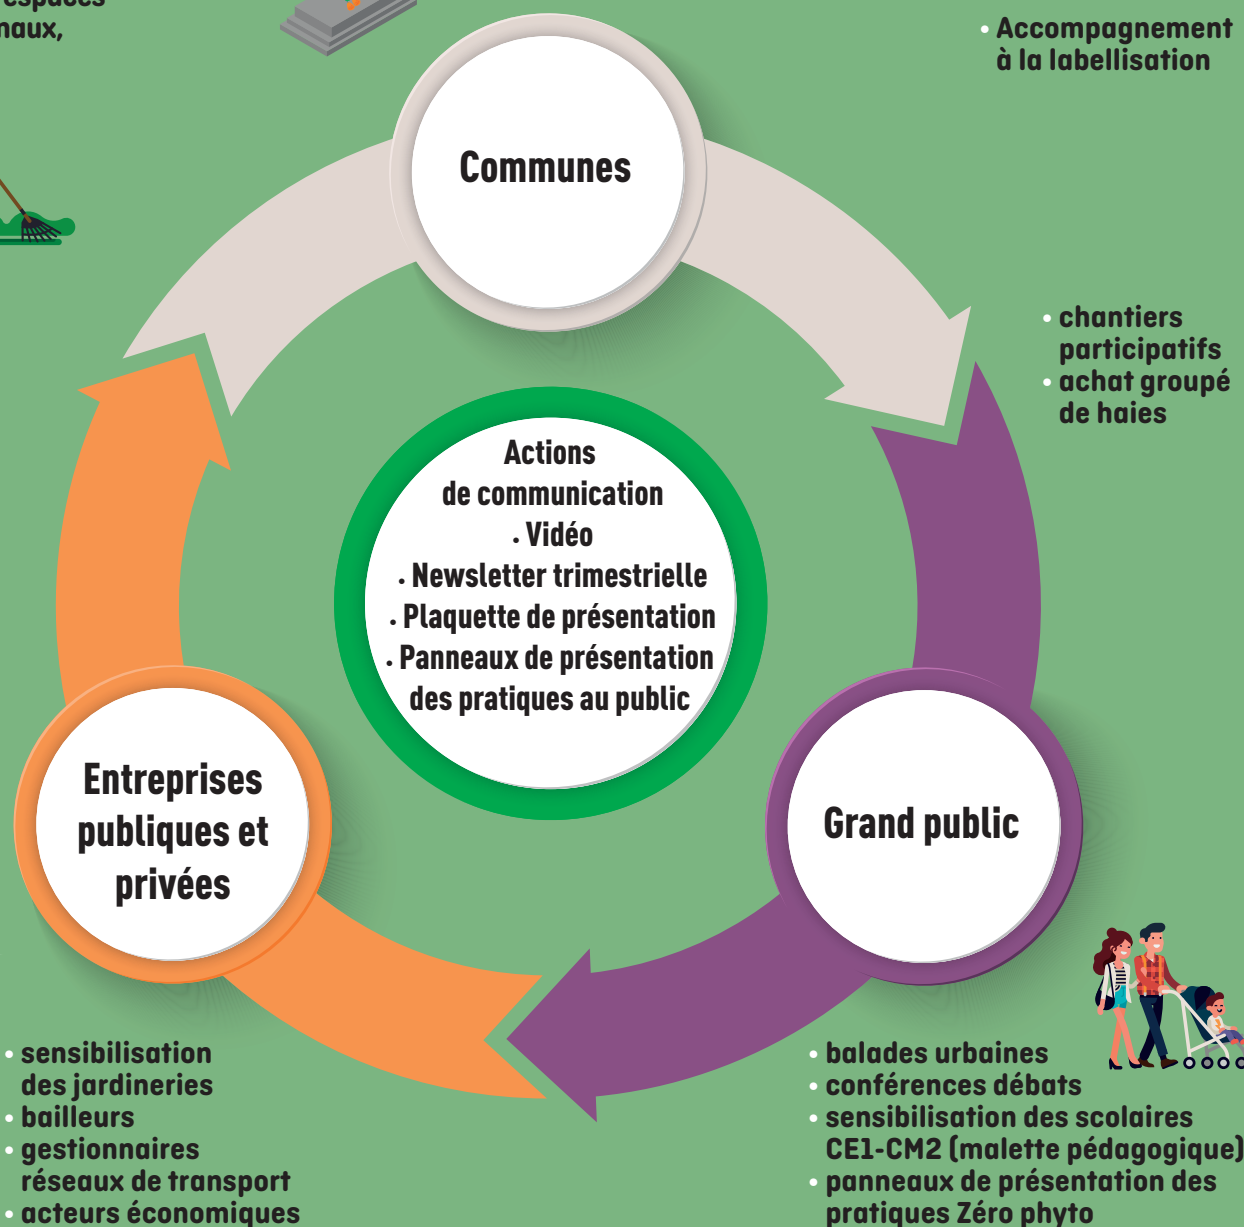 espaces
• Accompagnement
à la labellisation
Communes
• chantiers
participatifs
• achat groupé
de haies
Actions
de communication
• Vidéo
• Newsletter trimestrielle
• Plaquette de présentation
• Panneaux de présentation
des pratiques au public
Entreprises
publiques et
privées
Grand public
• sensibilisation
des jardineries
• bailleurs
• gestionnaires
réseaux de transport
• acteurs économiques
• balades urbaines
• conférences débats
• sensibilisation des scolaires
CE1-CM2 (malette pédagogique)
• panneaux de présentation des
pratiques Zéro phyto